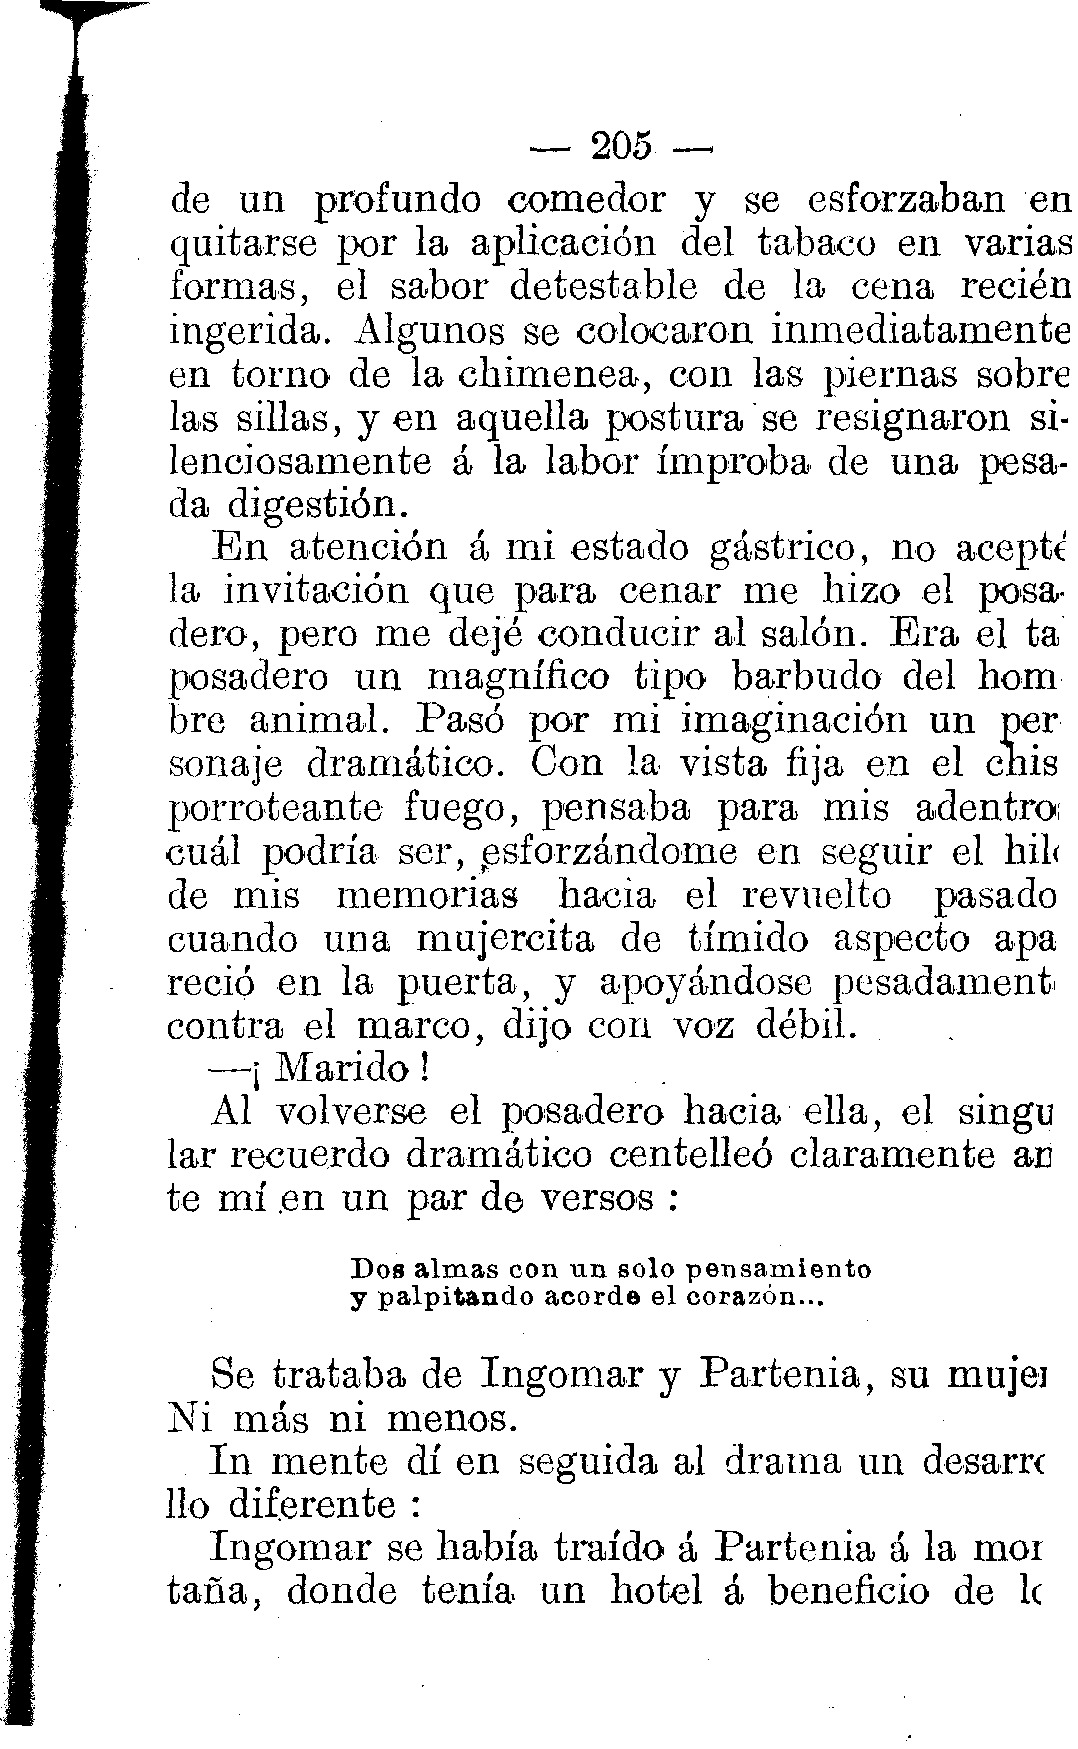 — 205 —
de un profundo comedor y se esforzaban en
quitarse por la aplicación del tabaco en varias
formas, el sabor detestable de la cena recién
ingerida. Algunos se colocaron inmediatamente
en torno de la chimenea, con las piernas sobre
las sillas, y en aquella postura se resignaron si-
lenciosamente á la labor ímproba de una pesa-
da digestión.
En atención á mi estado gástrico, no acepté
la invitación que para cenar me hizo el posa-
dero, pero me dejé conducir al salón. Era el ta
posadero un magnífico tipo barbudo del hom
bre animal. Pasó por mi imaginación un per
sonaje dramático. Con la vista fija en el chis
porroteante fuego, pensaba para mis adentro
cuál podría ser, esforzándome en seguir el hil
de mis memorias hacia el revuelto pasado
cuando una mujercita de tímido aspecto apa
reció en la puerta, y apoyándose pesadament
contra el marco, dijo con voz débil.
—¡ Marido !
Al volverse el posadero hacia ella, el singu
lar recuerdo dramático centelleó claramente an
te mí en un par de versos :
Dos almas con un solo pensamiento
y palpitando acorde el corazón...
Se trataba de Ingomar y Partenia, su mujer
Ni más ni menos.
In mente dí en seguida al drama un desarr
llo diferente :
Ingomar se había traído á Partenia á la mon
taña, donde tenía un hotel á beneficio de l